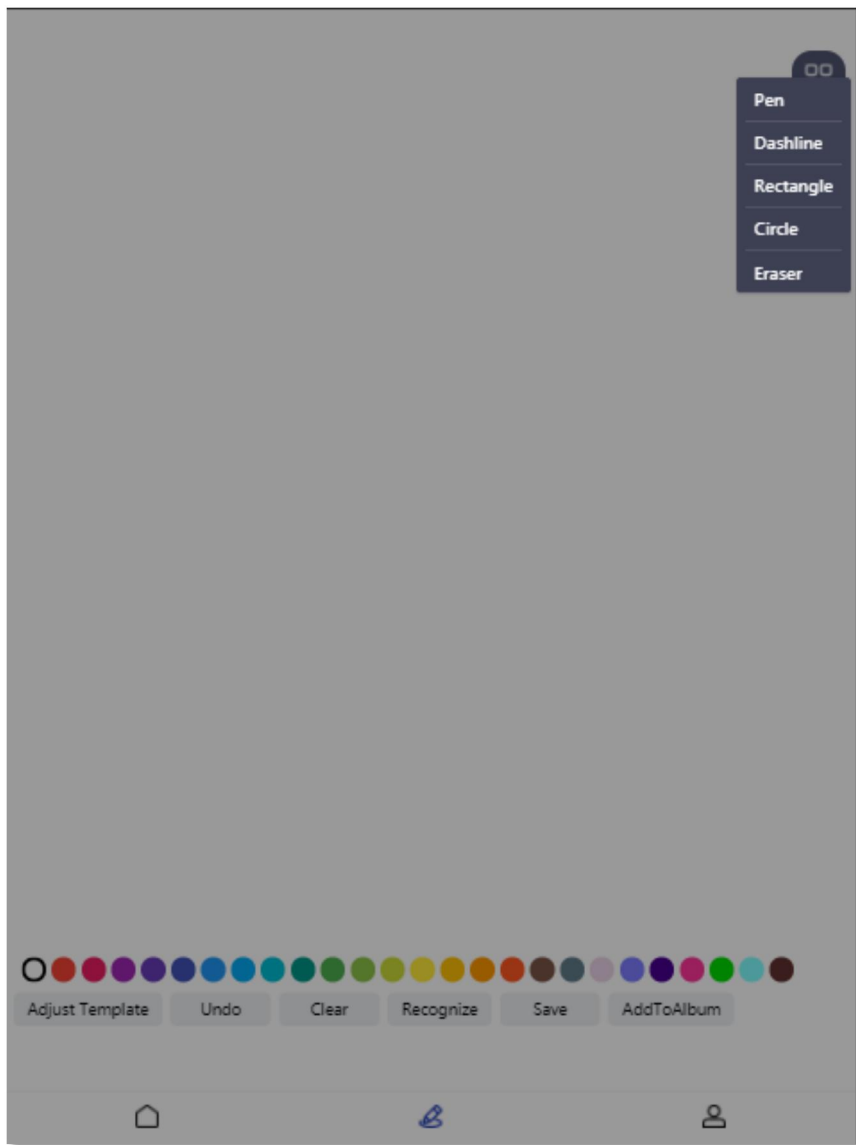 Pen
Dashline
Rectangle
Circle
Eraser
Adjust Template Undo Clear Recognize Save AddToAlbum